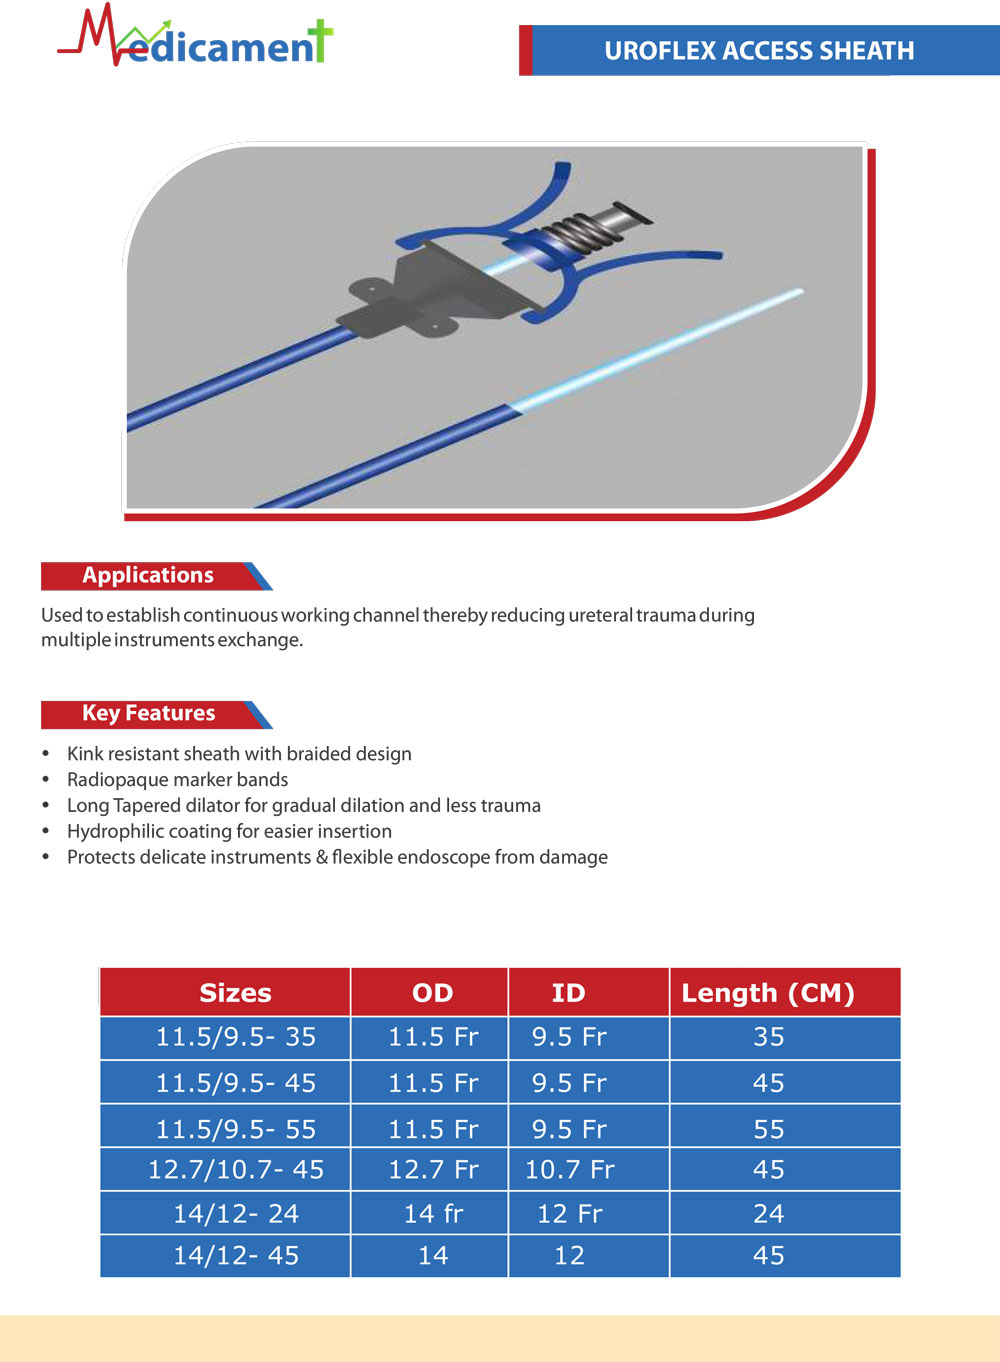 Medicament
UROFLEX ACCESS SHEATH
Applications
Used to establish continuous working channel thereby reducing ureteral trauma during
multiple instruments exchange.
Key Features
• Kink resistant sheath with braided design
• Radiopaque marker bands
• Long Tapered dilator for gradual dilation and less trauma
• Hydrophilic coating for easier insertion
• Protects delicate instruments & flexible endoscope from damage
Sizes OD ID Length (CM)
11.5/9.5- 35 11.5 Fr 9.5 Fr 35
11.5/9.5- 45 11.5 Fr 9.5 Fr 45
11.5/9.5- 55 11.5 Fr 9.5 Fr 55
12.7/10.7- 45 12.7 Fr 10.7 Fr 45
14/12- 24 14 fr 12 Fr 24
14/12- 45 14 12 45